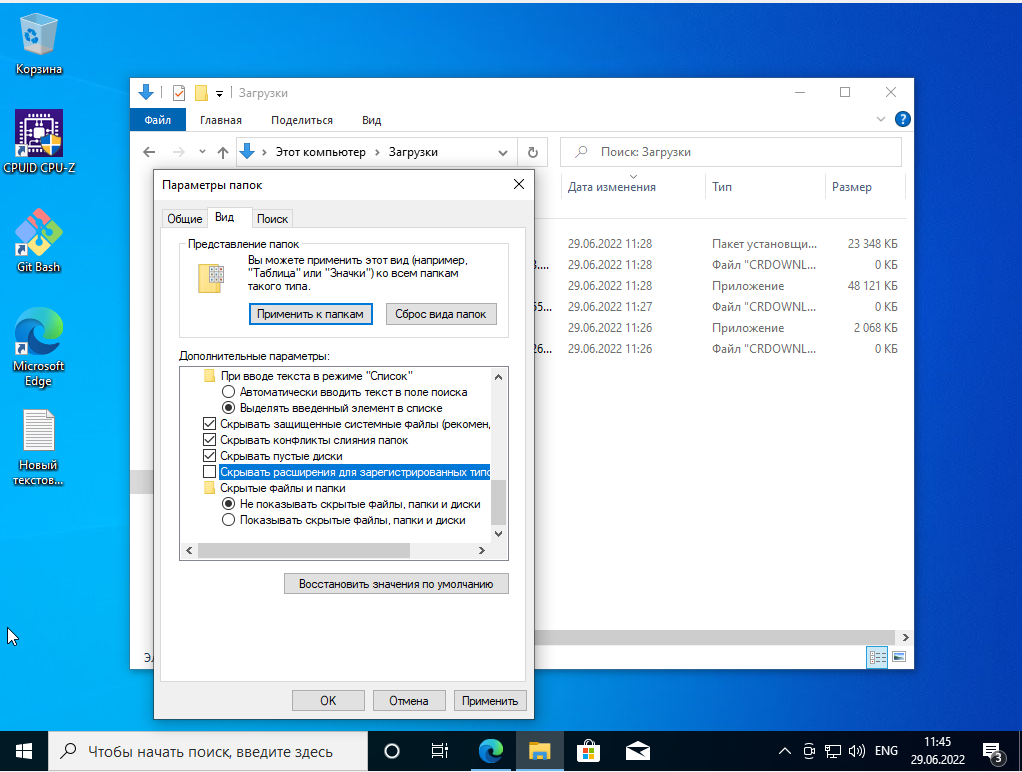 Корзина
CPUID CPU-Z
Git Bash
Microsoft
Edge
Новый
текстов...
Загрузки
Файл
Главная
Поделиться
Вид
Этот компьютер
Загрузки
Поиск: Загрузки
Дата изменения
Тип
Размер
29.06.2022 11:28
Пакет установщи...
23 348 КБ
3....
29.06.2022 11:28
Файл "CRDOWNL...
0 КБ
29.06.2022 11:28
Приложение
48 121 КБ
55...
29.06.2022 11:27
Файл "CRDOWNL...
0 КБ
29.06.2022 11:26
Приложение
2 068 КБ
26...
29.06.2022 11:26
Файл "CRDOWNL...
0 КБ
Параметры папок
Общие
Вид
Поиск
Представление папок
Вы можете применить этот вид (например,
"Таблица" или "Значки") ко всем папкам
такого типа.
Применить к папкам
Сброс вида папок
Дополнительные параметры:
При вводе текста в режиме "Список"
Автоматически вводить текст в поле поиска
Выделять введенный элемент в списке
Скрывать защищенные системные файлы (рекомен,
Скрывать конфликты слияния папок
Скрывать пустые диски
Скрывать расширения для зарегистрированных типо
Скрытые файлы и папки
Не показывать скрытые файлы, папки и диски
Показывать скрытые файлы, папки и диски
Восстановить значения по умолчанию
OK
Отмена
Применить
Чтобы начать поиск, введите здесь
ENG
11:45
29.06.2022
3